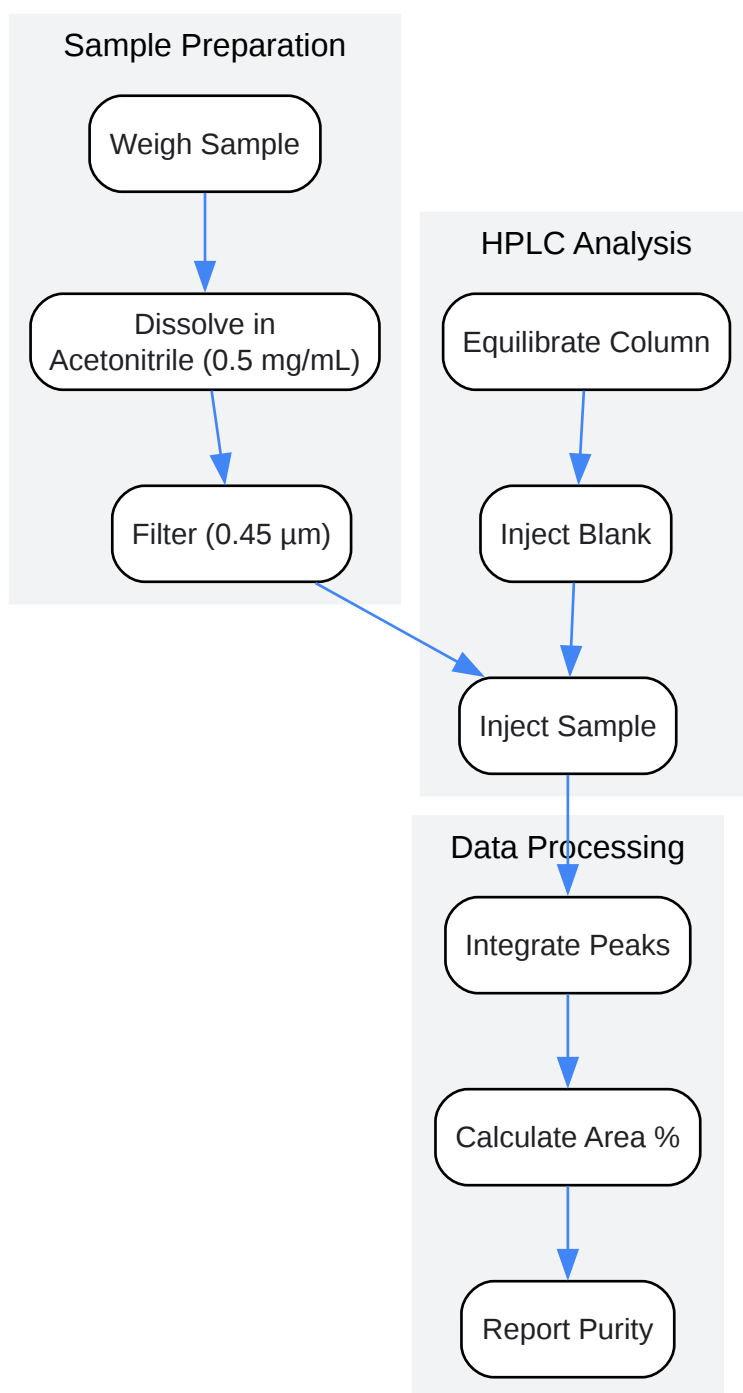 Sample Preparation
Weigh Sample
Dissolve in
Acetonitrile (0.5 mg/mL)
Filter (0.45 µm)
HPLC Analysis
Equilibrate Column
Inject Blank
Inject Sample
Data Processing
Integrate Peaks
Calculate Area %
Report Purity